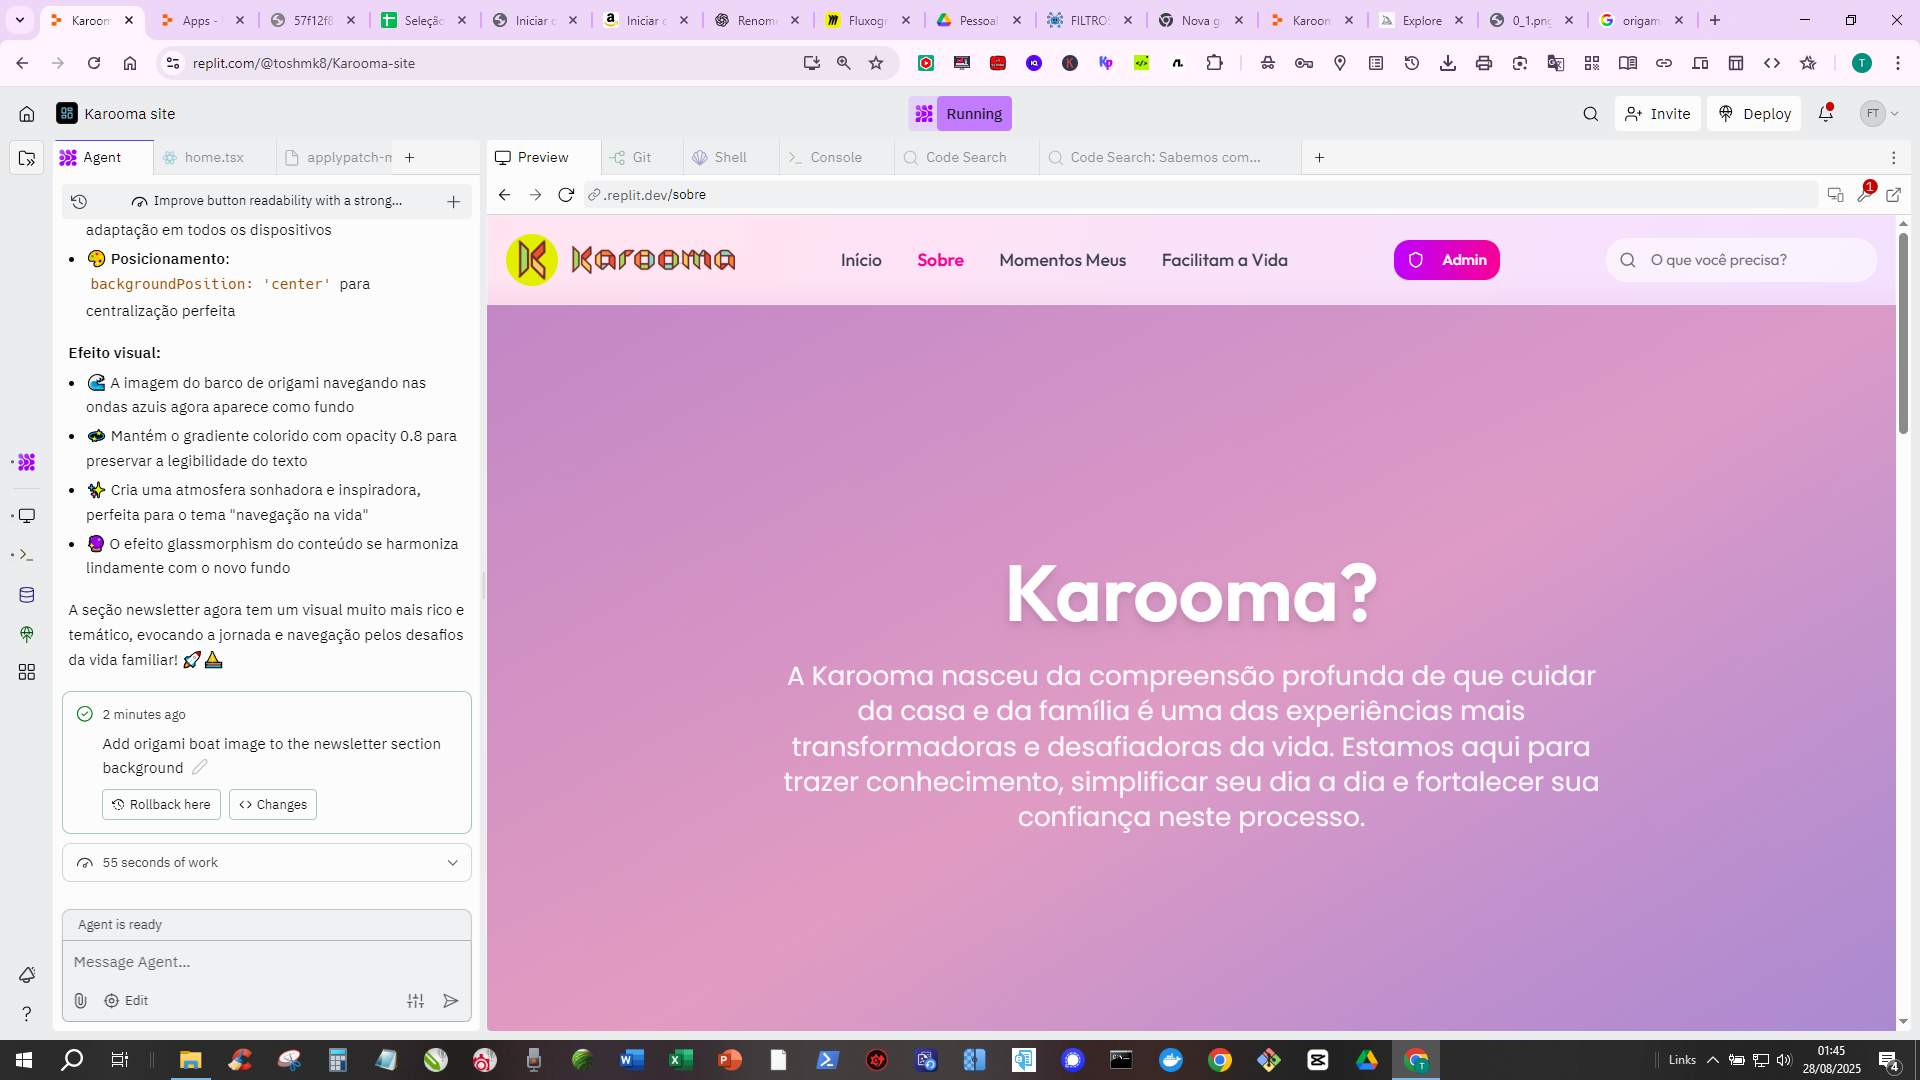 Karoom
Apps -
57f12f8
Seleção
Iniciar c
Iniciar c
Renome
Fluxogr
Pessoal
FILTROS
Nova g
Karoom
Explore
0_1.png
origam
replit.com/@toshmk8/Karooma-site
Karooma site
Running
Invite
Deploy
FT
Agent
home.tsx
applypatch-m
Preview
Git
Shell
Console
Code Search
Code Search: Sabemos com...
Improve button readability with a strong...
.replit.dev/sobre
1
adaptação em todos os dispositivos
Posicionamento:
backgroundPosition: 'center' para
centralização perfeita
Efeito visual:
A imagem do barco de origami navegando nas
ondas azuis agora aparece como fundo
Mantém o gradiente colorido com opacity 0.8 para
preservar a legibilidade do texto
Cria uma atmosfera sonhadora e inspiradora,
perfeita para o tema "navegação na vida"
O efeito glassmorphism do conteúdo se harmoniza
lindamente com o novo fundo
A seção newsletter agora tem um visual muito mais rico e
temático, evocando a jornada e navegação pelos desafios
da vida familiar!
2 minutes ago
Add origami boat image to the newsletter section
background
Rollback here
Changes
55 seconds of work
Agent is ready
Message Agent...
Edit
Karooma
Início
Sobre
Momentos Meus
Facilitam a Vida
Admin
O que você precisa?
Karooma?
A Karooma nasceu da compreensão profunda de que cuidar
da casa e da família é uma das experiências mais
transformadoras e desafiadoras da vida. Estamos aqui para
trazer conhecimento, simplificar seu dia a dia e fortalecer sua
confiança neste processo.
Links
01:45
28/08/2025
4